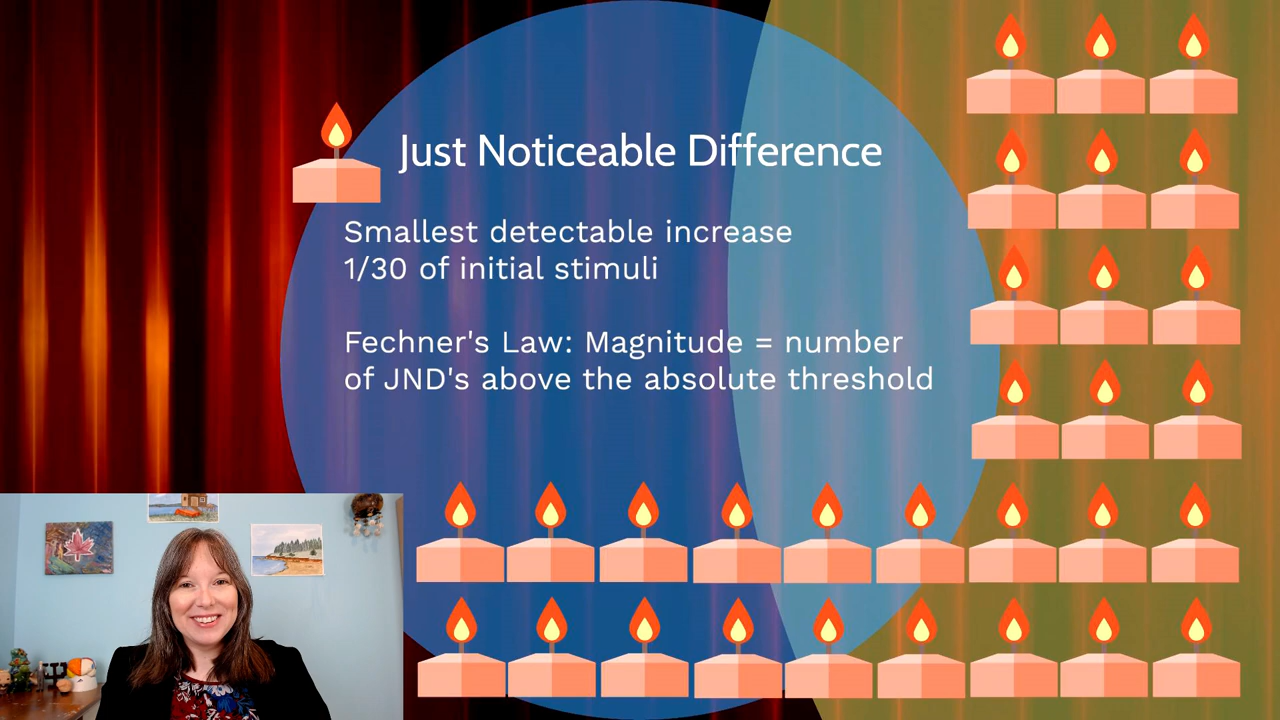 Just Noticeable Difference
Smallest detectable increase
1/30 of initial stimuli
Fechner's Law: Magnitude = number
of JND's above the absolute threshold